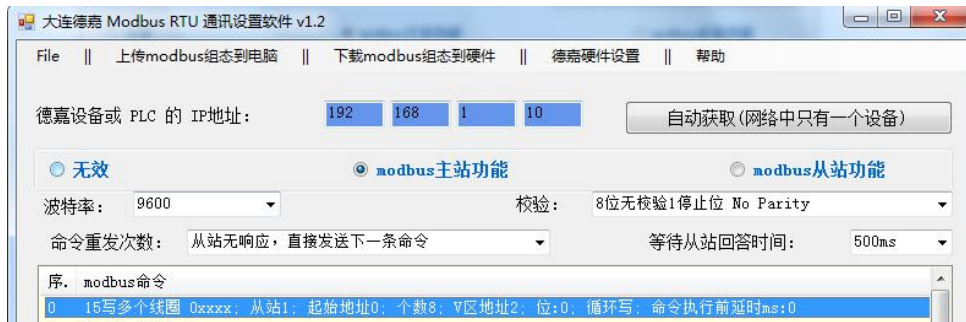 大连德嘉 Modbus RTU 通讯设置软件 v1.2
File || 上传modbus组态到电脑 || 下载modbus组态到硬件 || 德嘉硬件设置 || 帮助
德嘉设备或 PLC 的 IP地址: 192 168 1 10 自动获取(网络中只有一个设备)
无效 modbus主站功能 modbus从站功能
波特率: 9600 校验: 8位无校验1停止位 No Parity
命令重发次数: 从站无响应,直接发送下一条命令 等待从站回答时间: 500ms
序. modbus命令
0 15写多个线圈 0xxxx; 从站1; 起始地址0; 个数8; V区地址2; 位:0; 循环写; 命令执行前延时ms:0